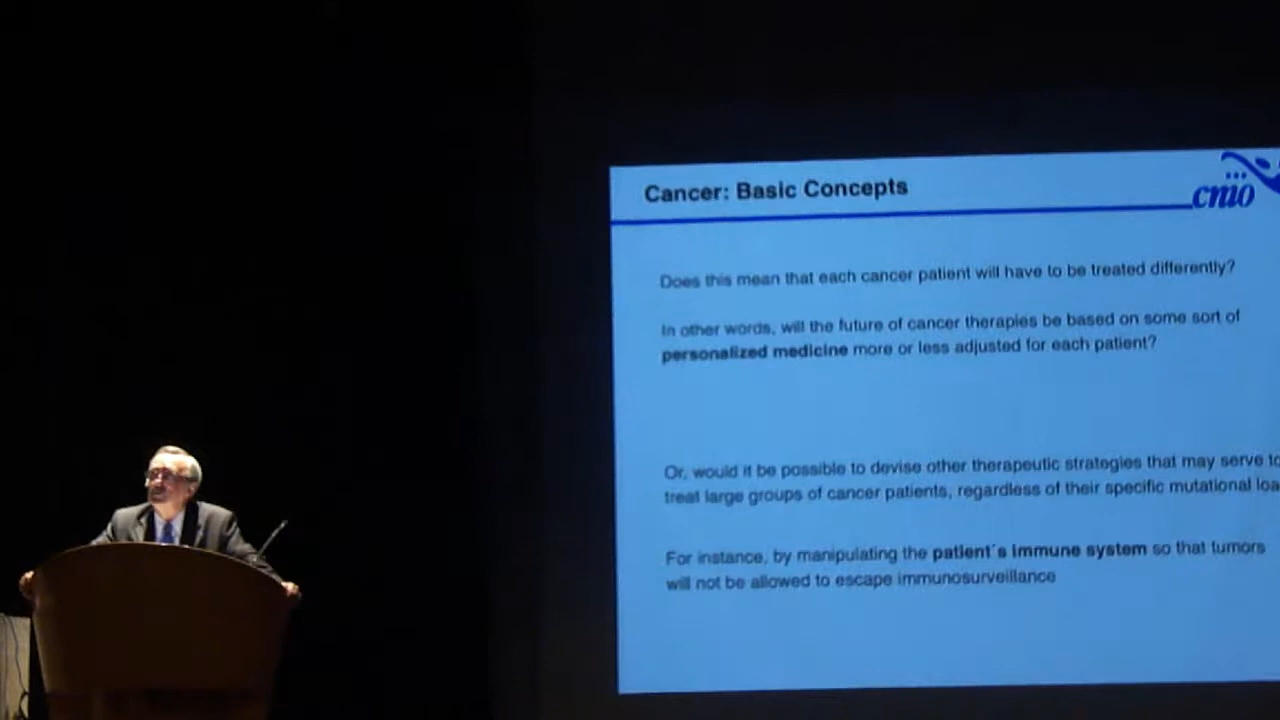 Cancer: Basic Concepts
cnio
Does this mean that each cancer patient will have to be treated differently?
In other words, will the future of cancer therapies be based on some sort of
personalized medicine more or less adjusted for each patient?
Or, would it be possible to devise other therapeutic strategies that may serve to
treat large groups of cancer patients, regardless of their specific mutational loa
For instance, by manipulating the patient´s immune system so that tumors
will not be allowed to escape immunosurveillance